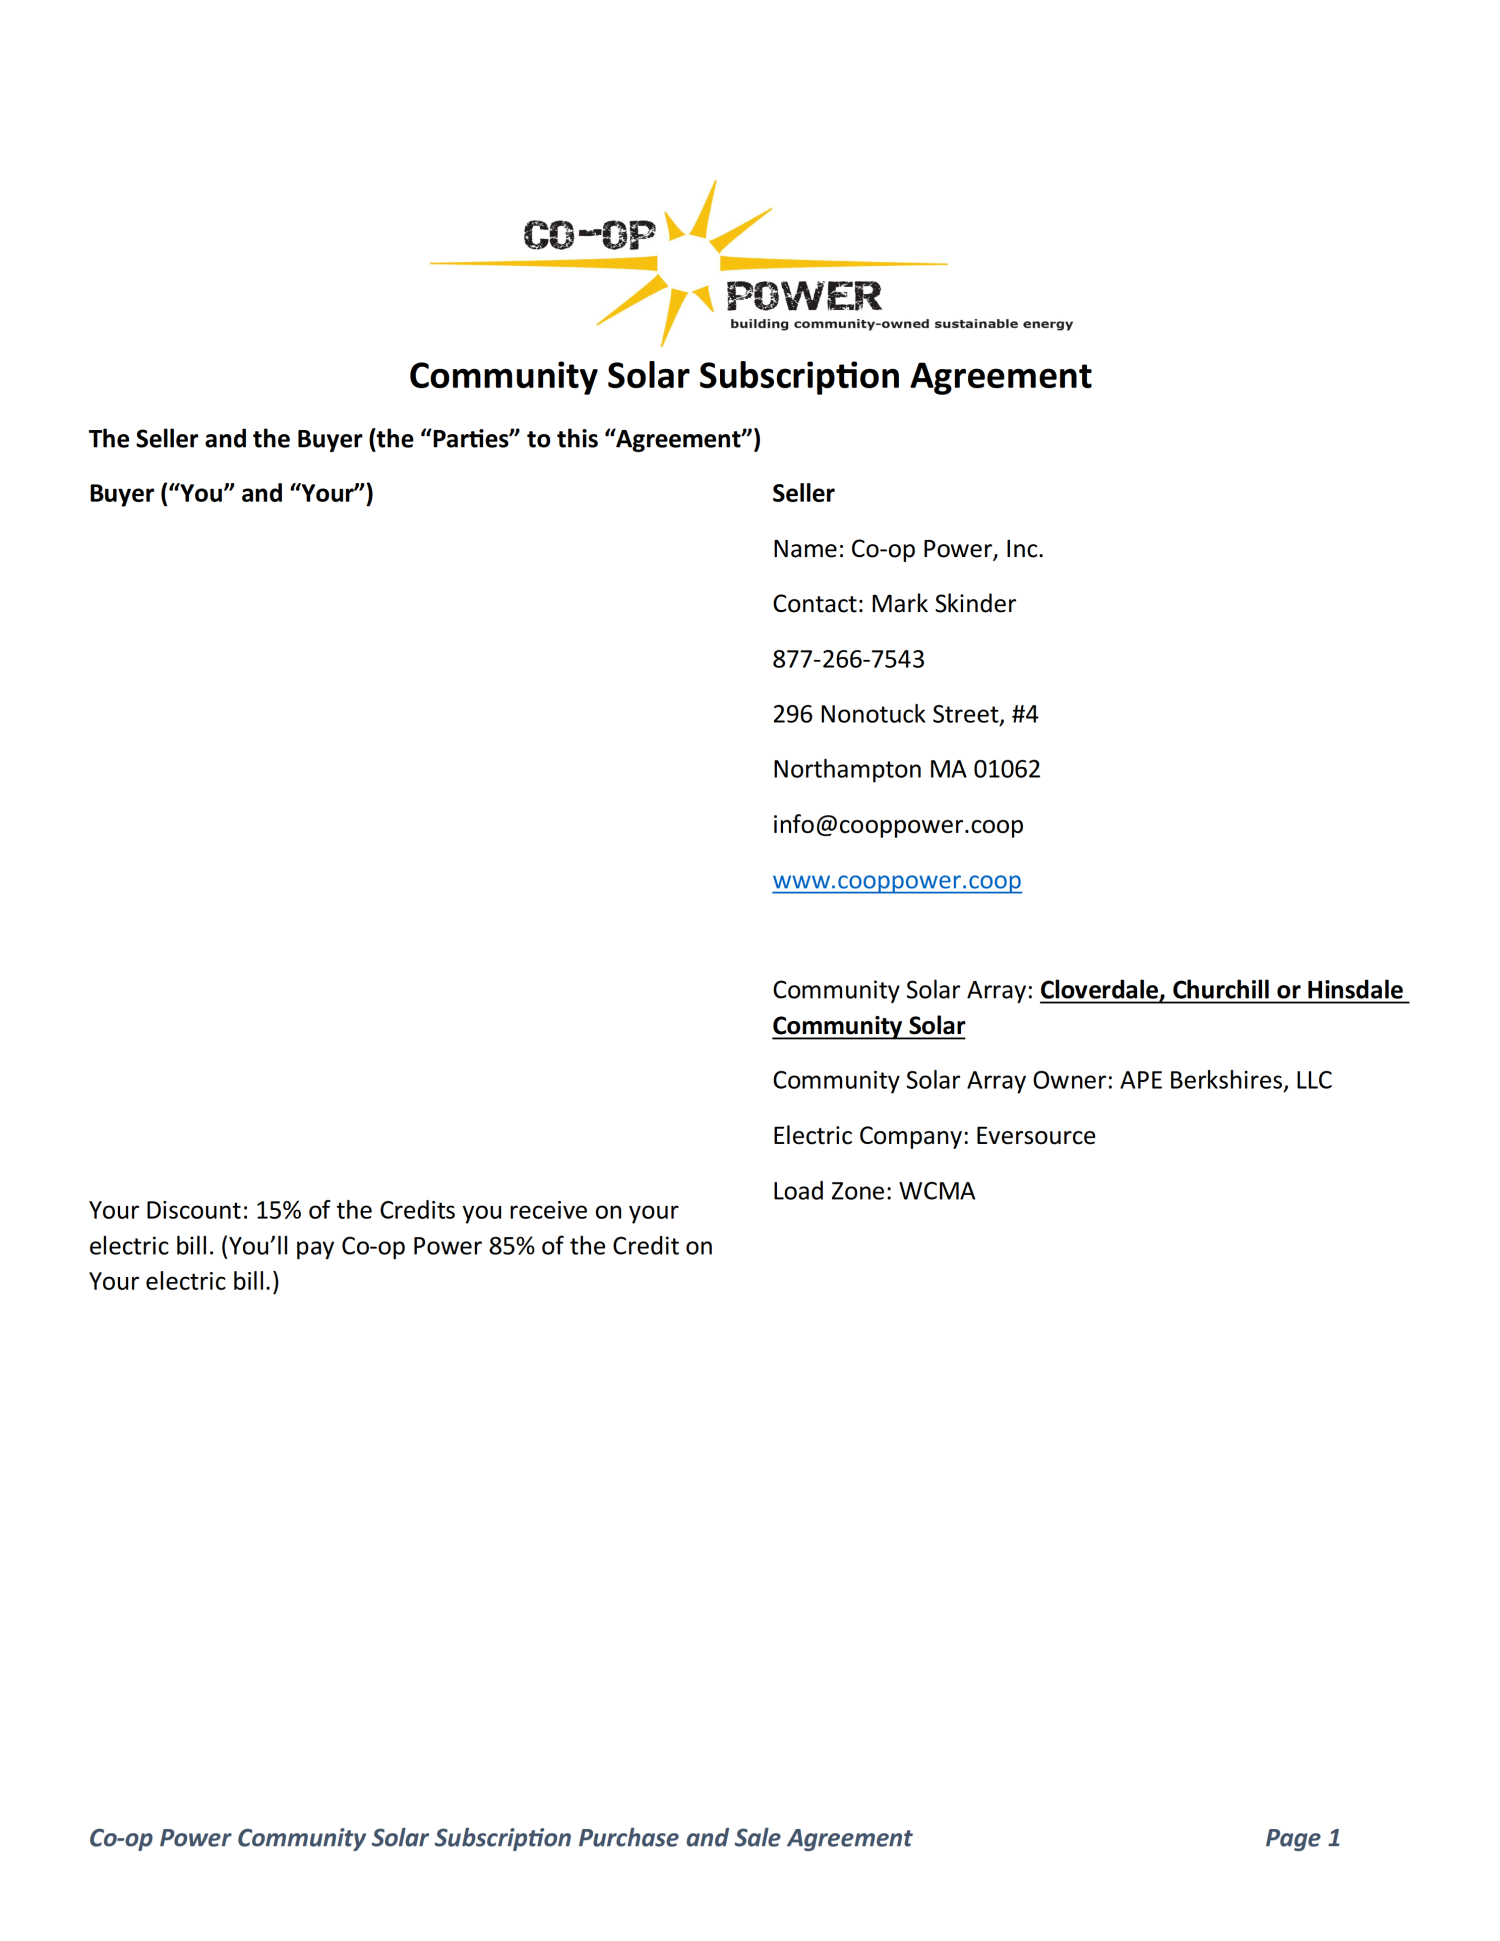 CO-OP
POWER
building community-owned sustainable energy
Community Solar Subscription Agreement
The Seller and the Buyer (the “Parties” to this “Agreement”)
Buyer (“You” and “Your”)
Your Discount: 15% of the Credits you receive on your
electric bill. (You’ll pay Co-op Power 85% of the Credit on
Your electric bill.)
Seller
Name: Co-op Power, Inc.
Contact: Mark Skinder
877-266-7543
296 Nonotuck Street, #4
Northampton MA 01062
info@cooppower.coop
www.cooppower.coop
Community Solar Array: Cloverdale, Churchill or Hinsdale
Community Solar
Community Solar Array Owner: APE Berkshires, LLC
Electric Company: Eversource
Load Zone: WCMA
Co-op Power Community Solar Subscription Purchase and Sale Agreement Page 1